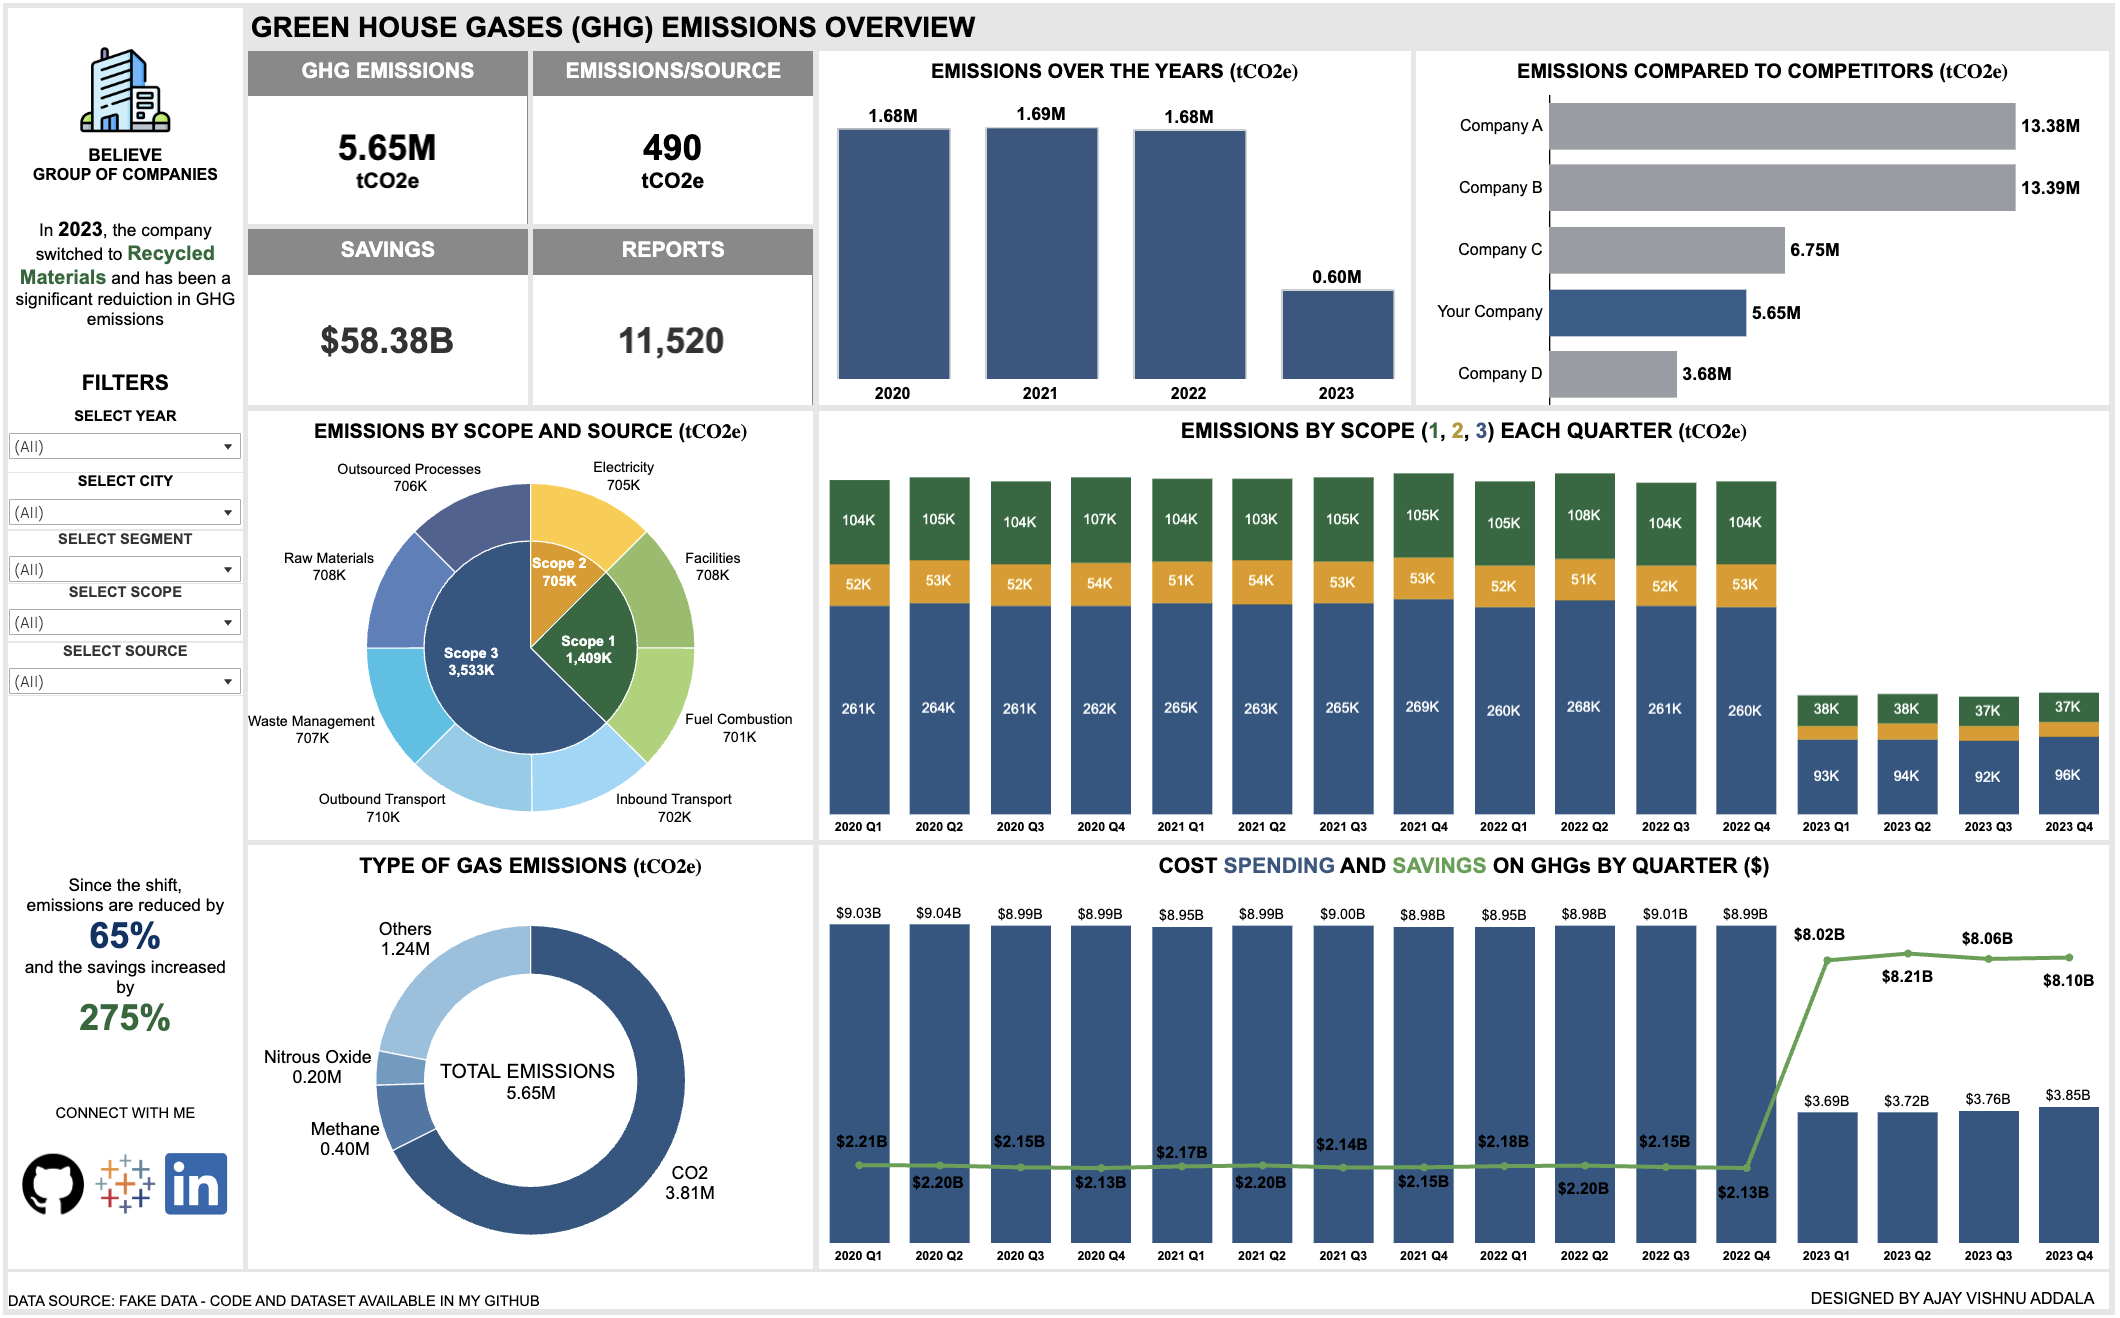 GREEN HOUSE GASES (GHG) EMISSIONS OVERVIEW
BELIEVE
GROUP OF COMPANIES
In 2023, the company
switched to Recycled
Materials and has been a
significant reduiction in GHG
emissions
FILTERS
SELECT YEAR
(All)
SELECT CITY
(All)
SELECT SEGMENT
(All)
SELECT SCOPE
(All)
SELECT SOURCE
(All)
Since the shift,
emissions are reduced by
65%
and the savings increased
by
275%
CONNECT WITH ME
in
GHG EMISSIONS
5.65M
tCO2e
EMISSIONS/SOURCE
490
tCO2e
SAVINGS
$58.38B
REPORTS
11,520
EMISSIONS OVER THE YEARS (tCO2e)
1.68M
1.69M
1.68M
0.60M
2020
2021
2022
2023
EMISSIONS COMPARED TO COMPETITORS (tCO2e)
Company A
13.38M
Company B
13.39M
Company C
6.75M
Your Company
5.65M
Company D
3.68M
EMISSIONS BY SCOPE AND SOURCE (tCO2e)
Outsourced Processes
706K
Electricity
705K
Raw Materials
708K
Facilities
708K
Scope 2
705K
Scope 1
1,409K
Scope 3
3,533K
Waste Management
707K
Fuel Combustion
701K
Outbound Transport
710K
Inbound Transport
702K
EMISSIONS BY SCOPE (1, 2, 3) EACH QUARTER (tCO2e)
104K 105K 104K 107K 104K 103K 105K 105K 105K 108K 104K 104K
52K 53K 52K 54K 51K 54K 53K 53K 52K 51K 52K 53K
261K 264K 261K 262K 265K 263K 265K 269K 260K 268K 261K 260K
38K 38K 37K 37K
93K 94K 92K 96K
2020 Q1 2020 Q2 2020 Q3 2020 Q4 2021 Q1 2021 Q2 2021 Q3 2021 Q4 2022 Q1 2022 Q2 2022 Q3 2022 Q4 2023 Q1 2023 Q2 2023 Q3 2023 Q4
TYPE OF GAS EMISSIONS (tCO2e)
Others
1.24M
Nitrous Oxide
0.20M
Methane
0.40M
TOTAL EMISSIONS
5.65M
CO2
3.81M
COST SPENDING AND SAVINGS ON GHGs BY QUARTER ($)
$9.03B $9.04B $8.99B $8.99B $8.95B $8.99B $9.00B $8.98B $8.95B $8.98B $9.01B $8.99B
$8.02B $8.21B $8.06B $8.10B
$3.69B $3.72B $3.76B $3.85B
$2.21B $2.20B $2.15B $2.13B $2.17B $2.20B $2.14B $2.15B $2.18B $2.20B $2.15B $2.13B
2020 Q1 2020 Q2 2020 Q3 2020 Q4 2021 Q1 2021 Q2 2021 Q3 2021 Q4 2022 Q1 2022 Q2 2022 Q3 2022 Q4 2023 Q1 2023 Q2 2023 Q3 2023 Q4
DATA SOURCE: FAKE DATA - CODE AND DATASET AVAILABLE IN MY GITHUB
DESIGNED BY AJAY VISHNU ADDALA